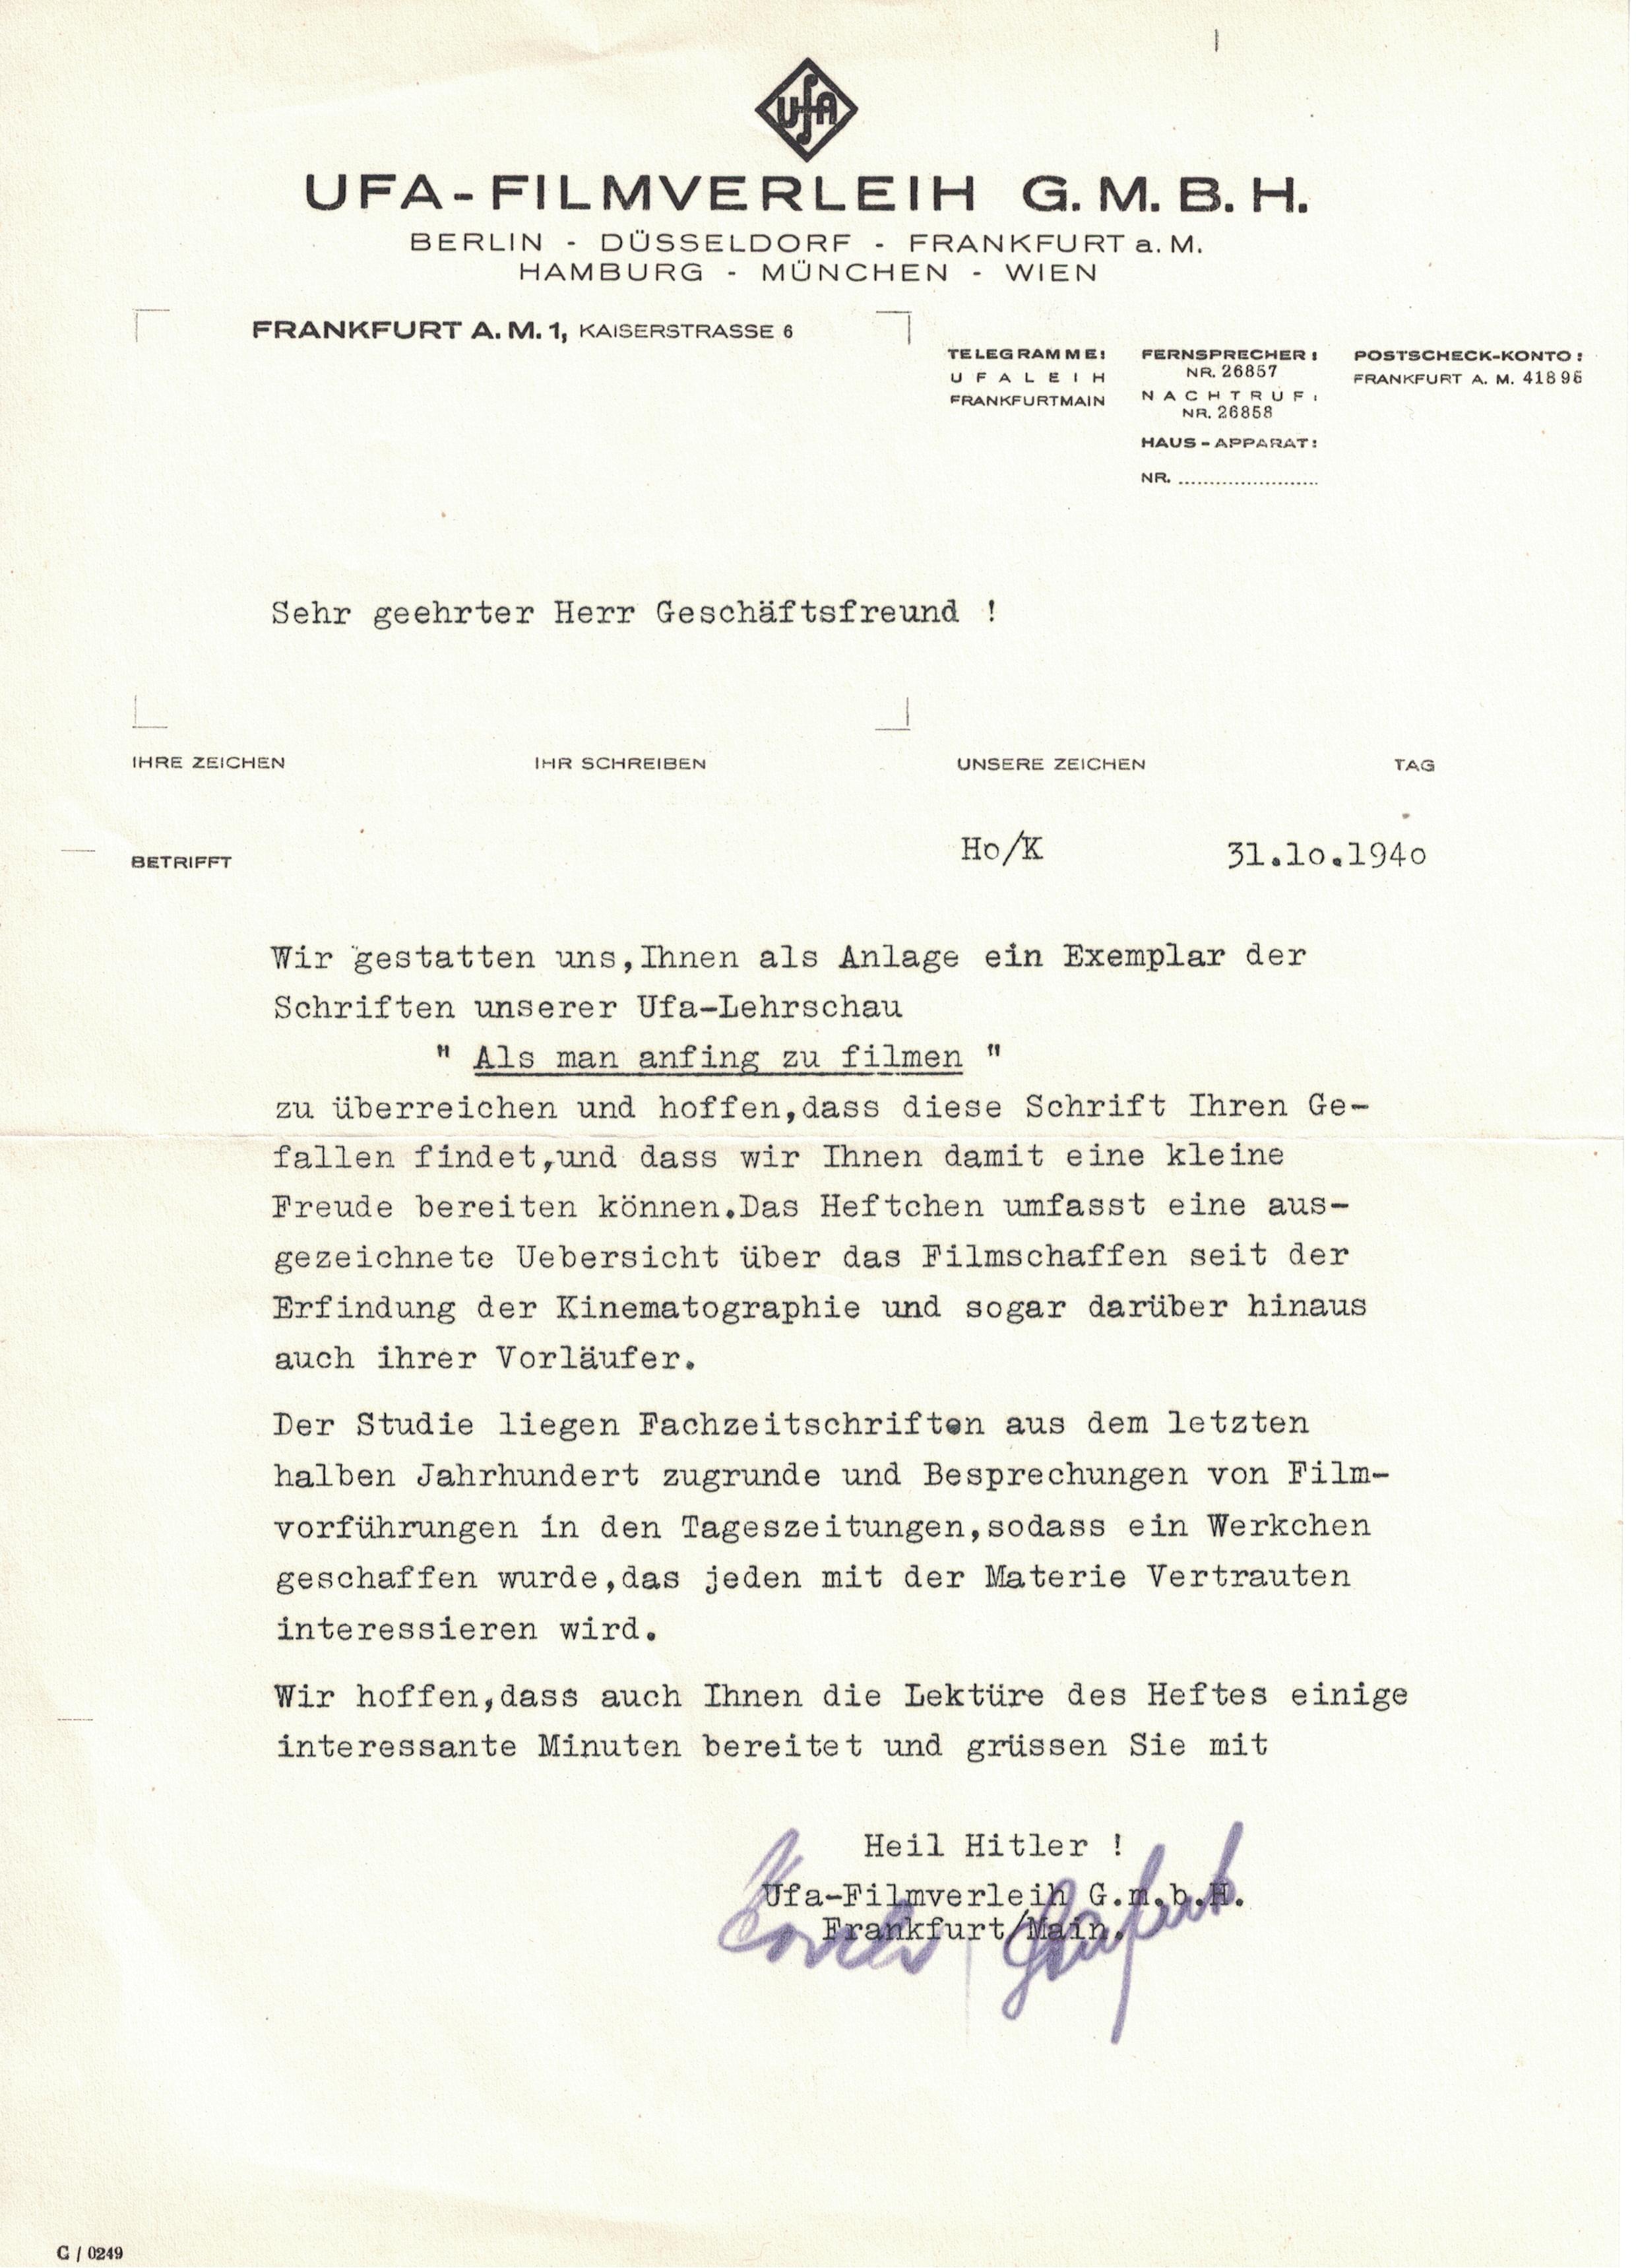 UfA
UFA-FILMVERLEIH G.M.B.H.
BERLIN - DÜSSELDORF - FRANKFURT a. M.
HAMBURG - MÜNCHEN - WIEN
FRANKFURT A. M. 1, KAISERSTRASSE 6
TELEGRAMME: FERNSPRECHER: POSTSCHECK-KONTO:
UFALEIH NR. 26857 FRANKFURT A. M. 41896
FRANKFURTMAIN NACHTRUF:
NR. 26858
HAUS-APPARAT:
NR. ......................
Sehr geehrter Herr Geschäftsfreund !
IHRE ZEICHEN IHR SCHREIBEN UNSERE ZEICHEN TAG
Ho/K 31.lo.194o
BETRIFFT
Wir gestatten uns,Ihnen als Anlage ein Exemplar der
Schriften unserer Ufa-Lehrschau
" Als man anfing zu filmen "
zu überreichen und hoffen,dass diese Schrift Ihren Ge-
fallen findet,und dass wir Ihnen damit eine kleine
Freude bereiten können.Das Heftchen umfasst eine aus-
gezeichnete Uebersicht über das Filmschaffen seit der
Erfindung der Kinematographie und sogar darüber hinaus
auch ihrer Vorläufer.
Der Studie liegen Fachzeitschriften aus dem letzten
halben Jahrhundert zugrunde und Besprechungen von Film-
vorführungen in den Tageszeitungen,sodass ein Werkchen
geschaffen wurde,das jeden mit der Materie Vertrauten
interessieren wird.
Wir hoffen,dass auch Ihnen die Lektüre des Heftes einige
interessante Minuten bereitet und grüssen Sie mit
Heil Hitler !
Ufa-Filmverleih G.m.b.H.
Frankfurt/Main.
C / 0249